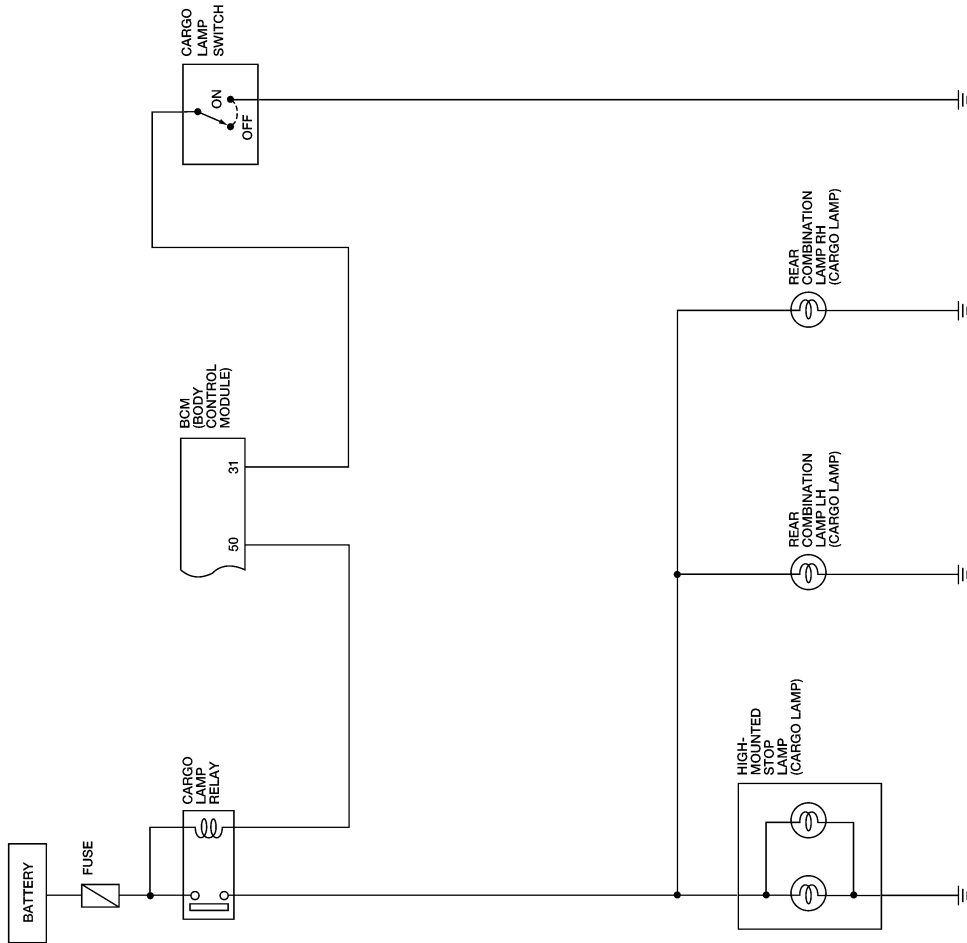 BATTERY
FUSE
CARGO
LAMP
RELAY
BCM
(BODY
CONTROL
MODULE)
50
31
CARGO
LAMP
SWITCH
OFF
ON
HIGH-
MOUNTED
STOP
LAMP
(CARGO LAMP)
REAR
COMBINATION
LAMP LH
(CARGO LAMP)
REAR
COMBINATION
LAMP RH
(CARGO LAMP)